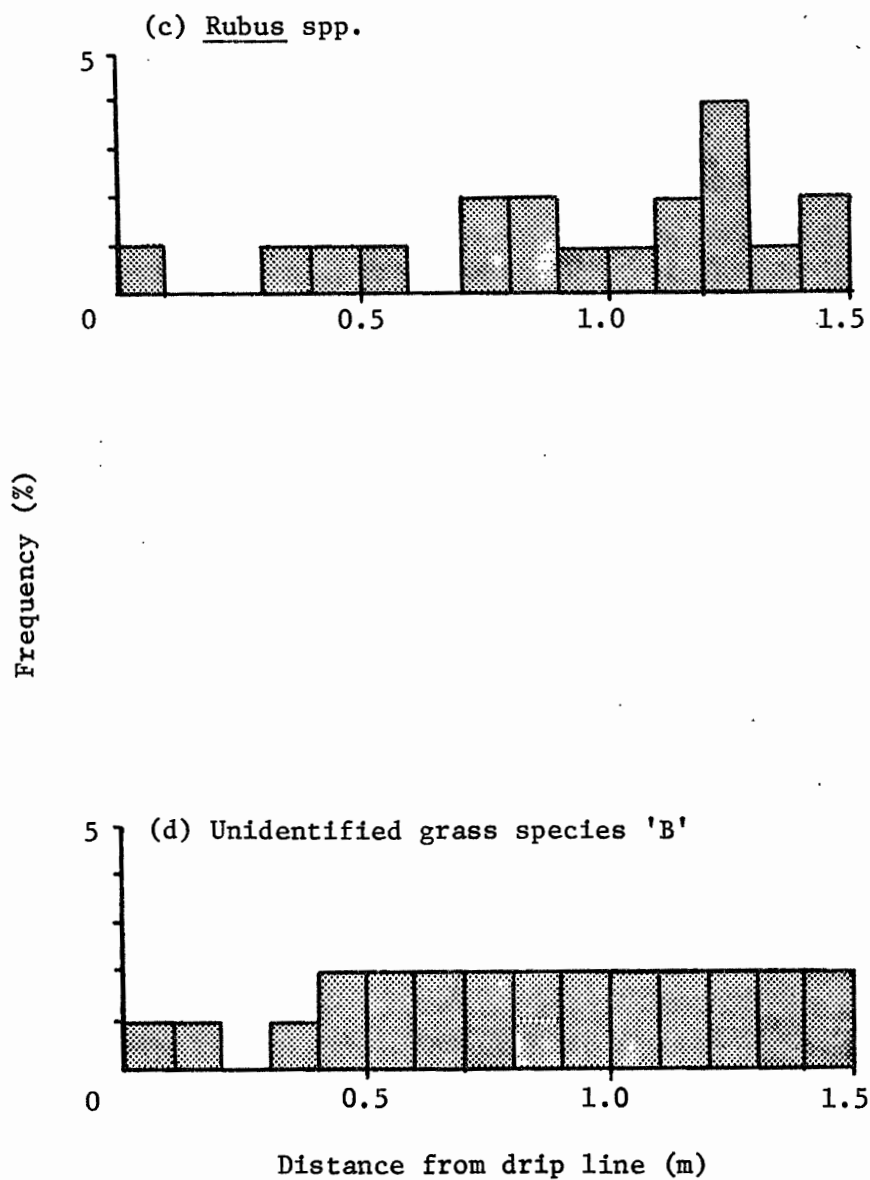 (c) Rubus spp.
5
0 0.5 1.0 1.5
Frequency (%)
5
(d) Unidentified grass species 'B'
0 0.5 1.0 1.5
Distance from drip line (m)